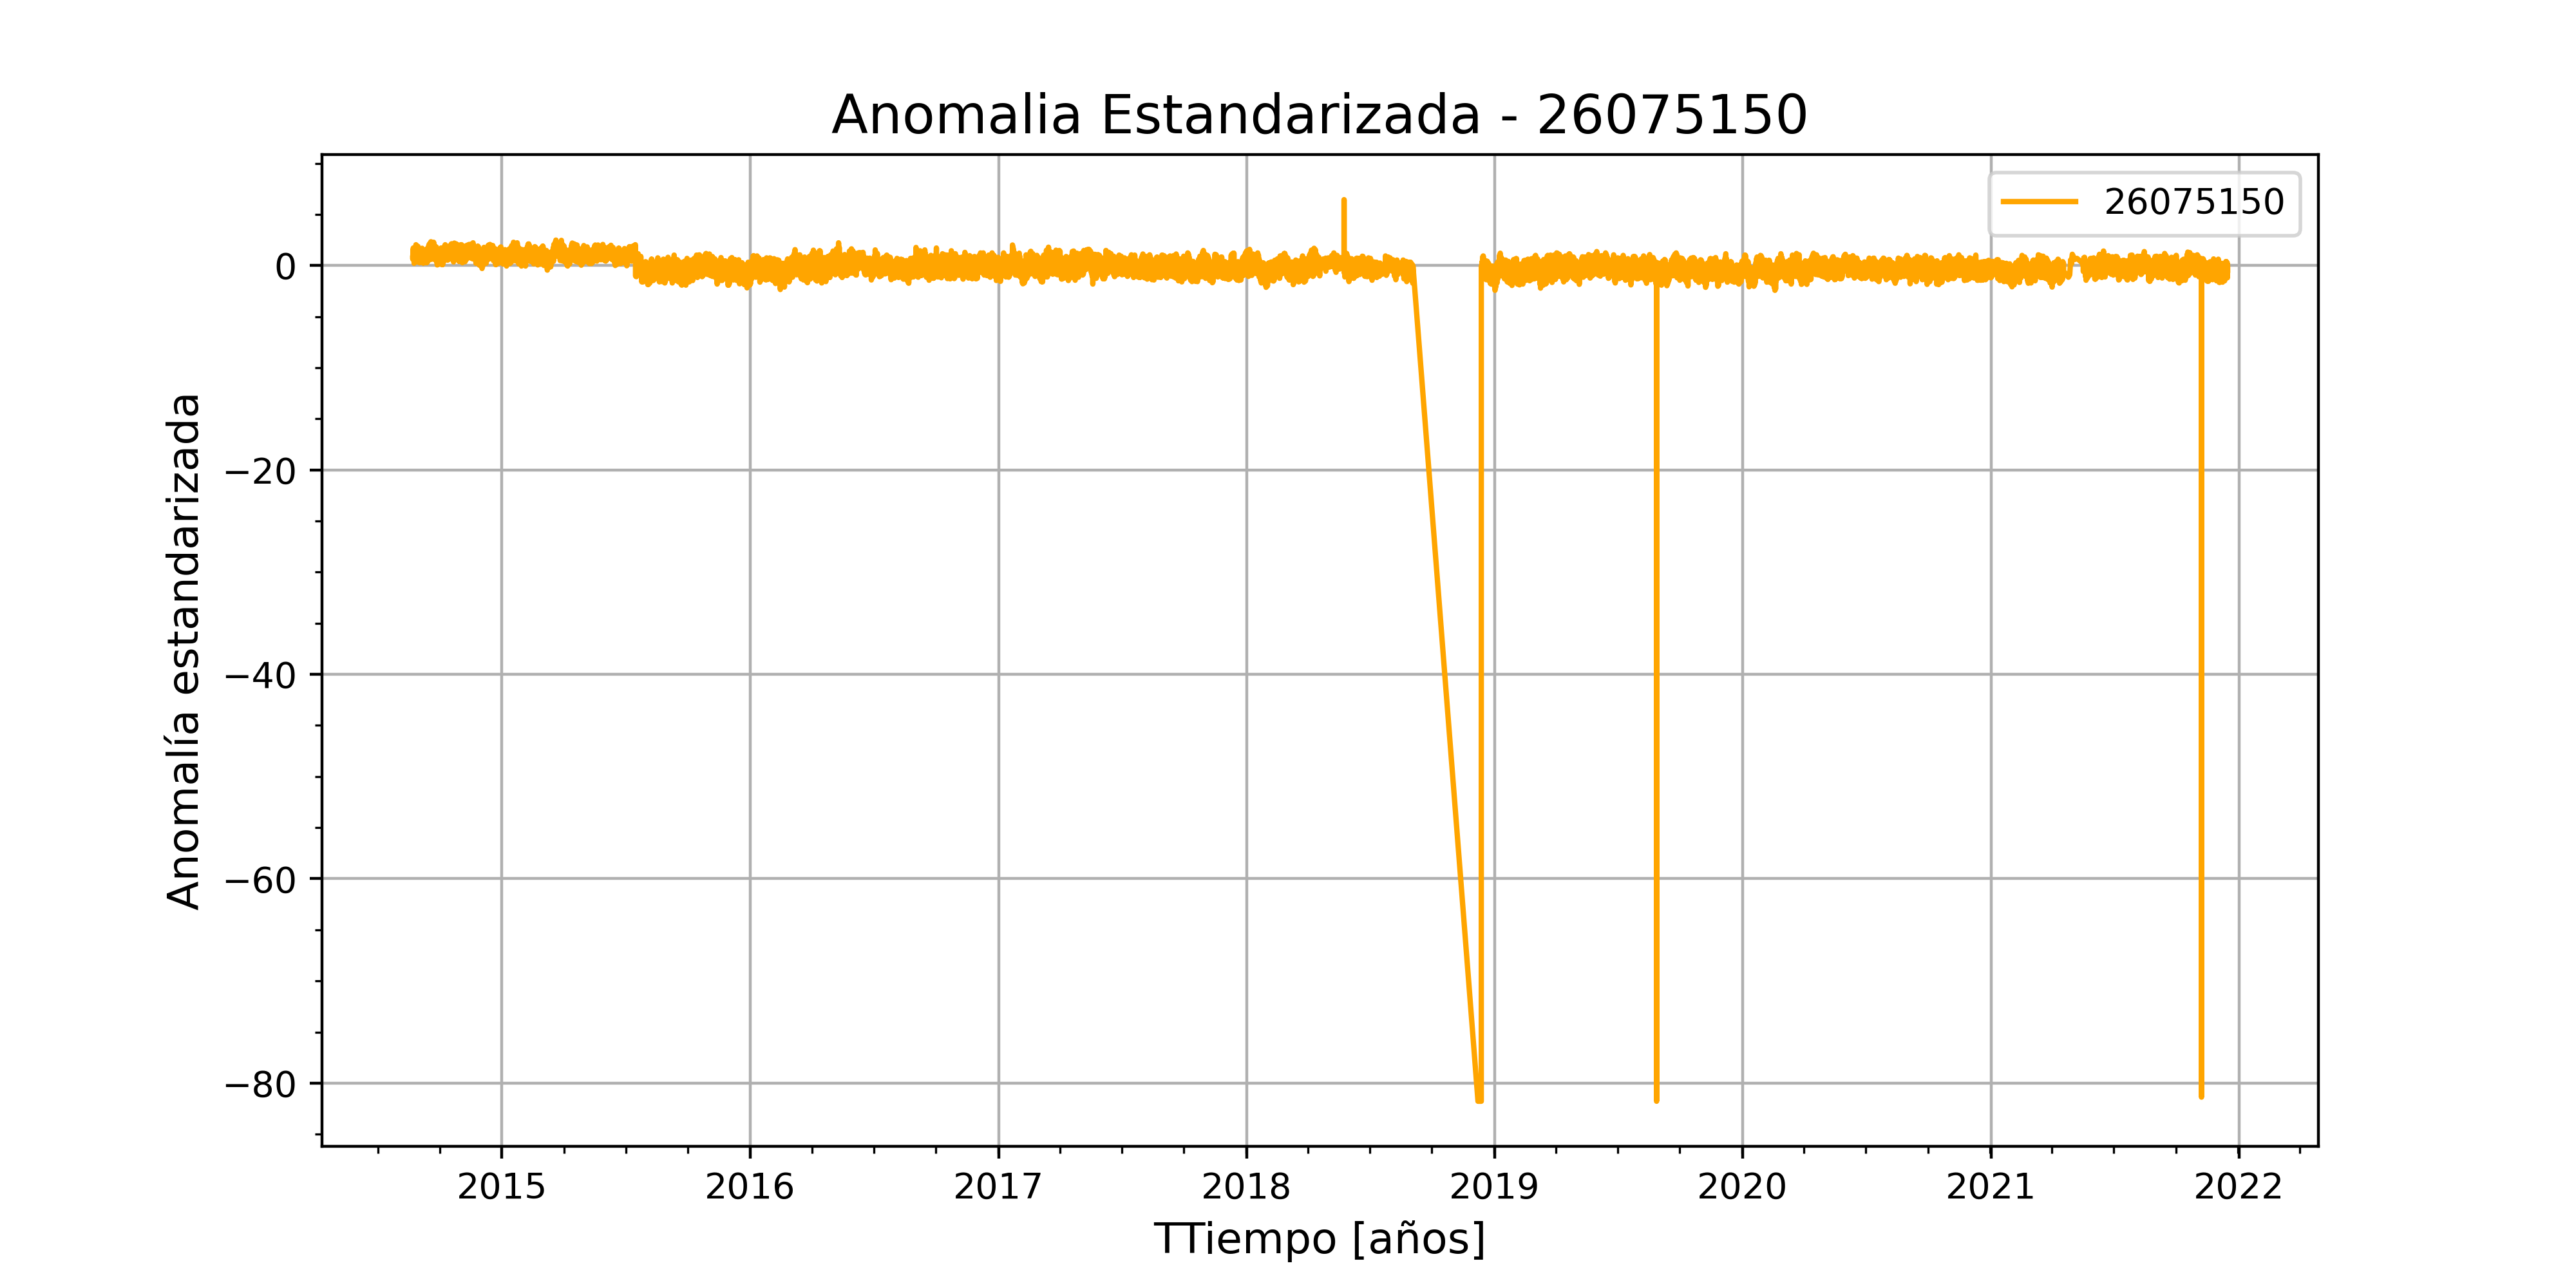 Anomalia Estandarizada - 26075150
26075150
Anomalía estandarizada
0
−20
−40
−60
−80
2015 2016 2017 2018 2019 2020 2021 2022
TTiempo [años]